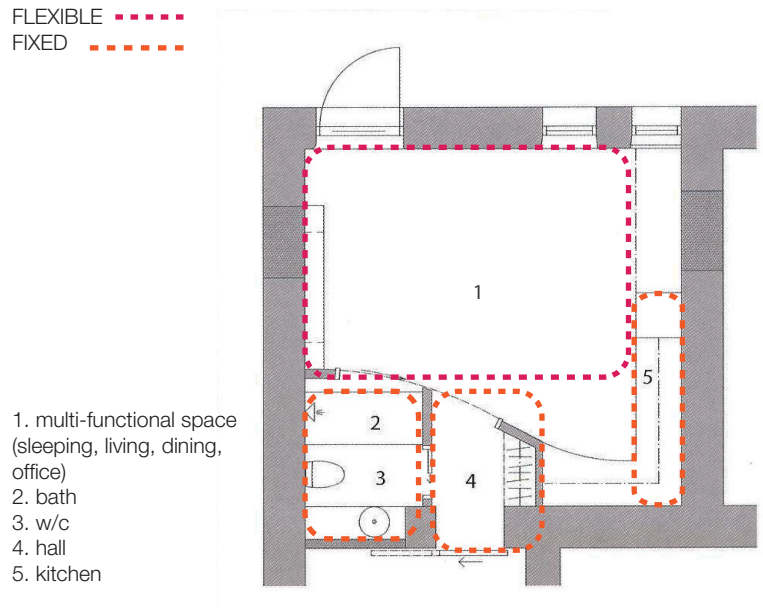 FLEXIBLE
FIXED
1
5
2
3
4
1. multi-functional space
(sleeping, living, dining,
office)
2. bath
3. w/c
4. hall
5. kitchen